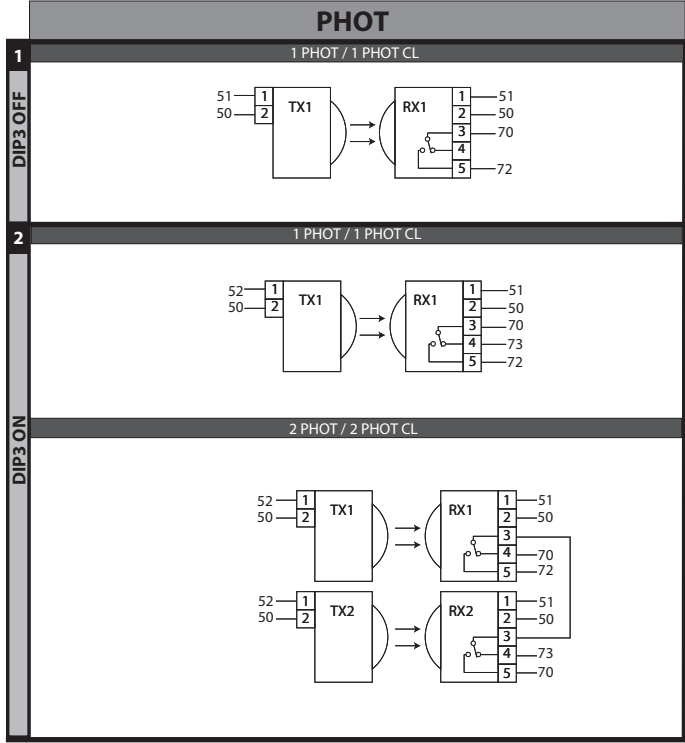 PHOT
1
1 PHOT / 1 PHOT CL
DIP3 OFF
51 1 TX1 RX1 1 51
50 2 2 50
3 70
4
5 72
2
1 PHOT / 1 PHOT CL
DIP3 ON
52 1 TX1 RX1 1 51
50 2 2 50
3 70
4 73
5 72
2 PHOT / 2 PHOT CL
52 1 TX1 RX1 1 51
50 2 2 50
3
4 70
5 72
52 1 TX2 RX2 1 51
50 2 2 50
3
4 73
5 70